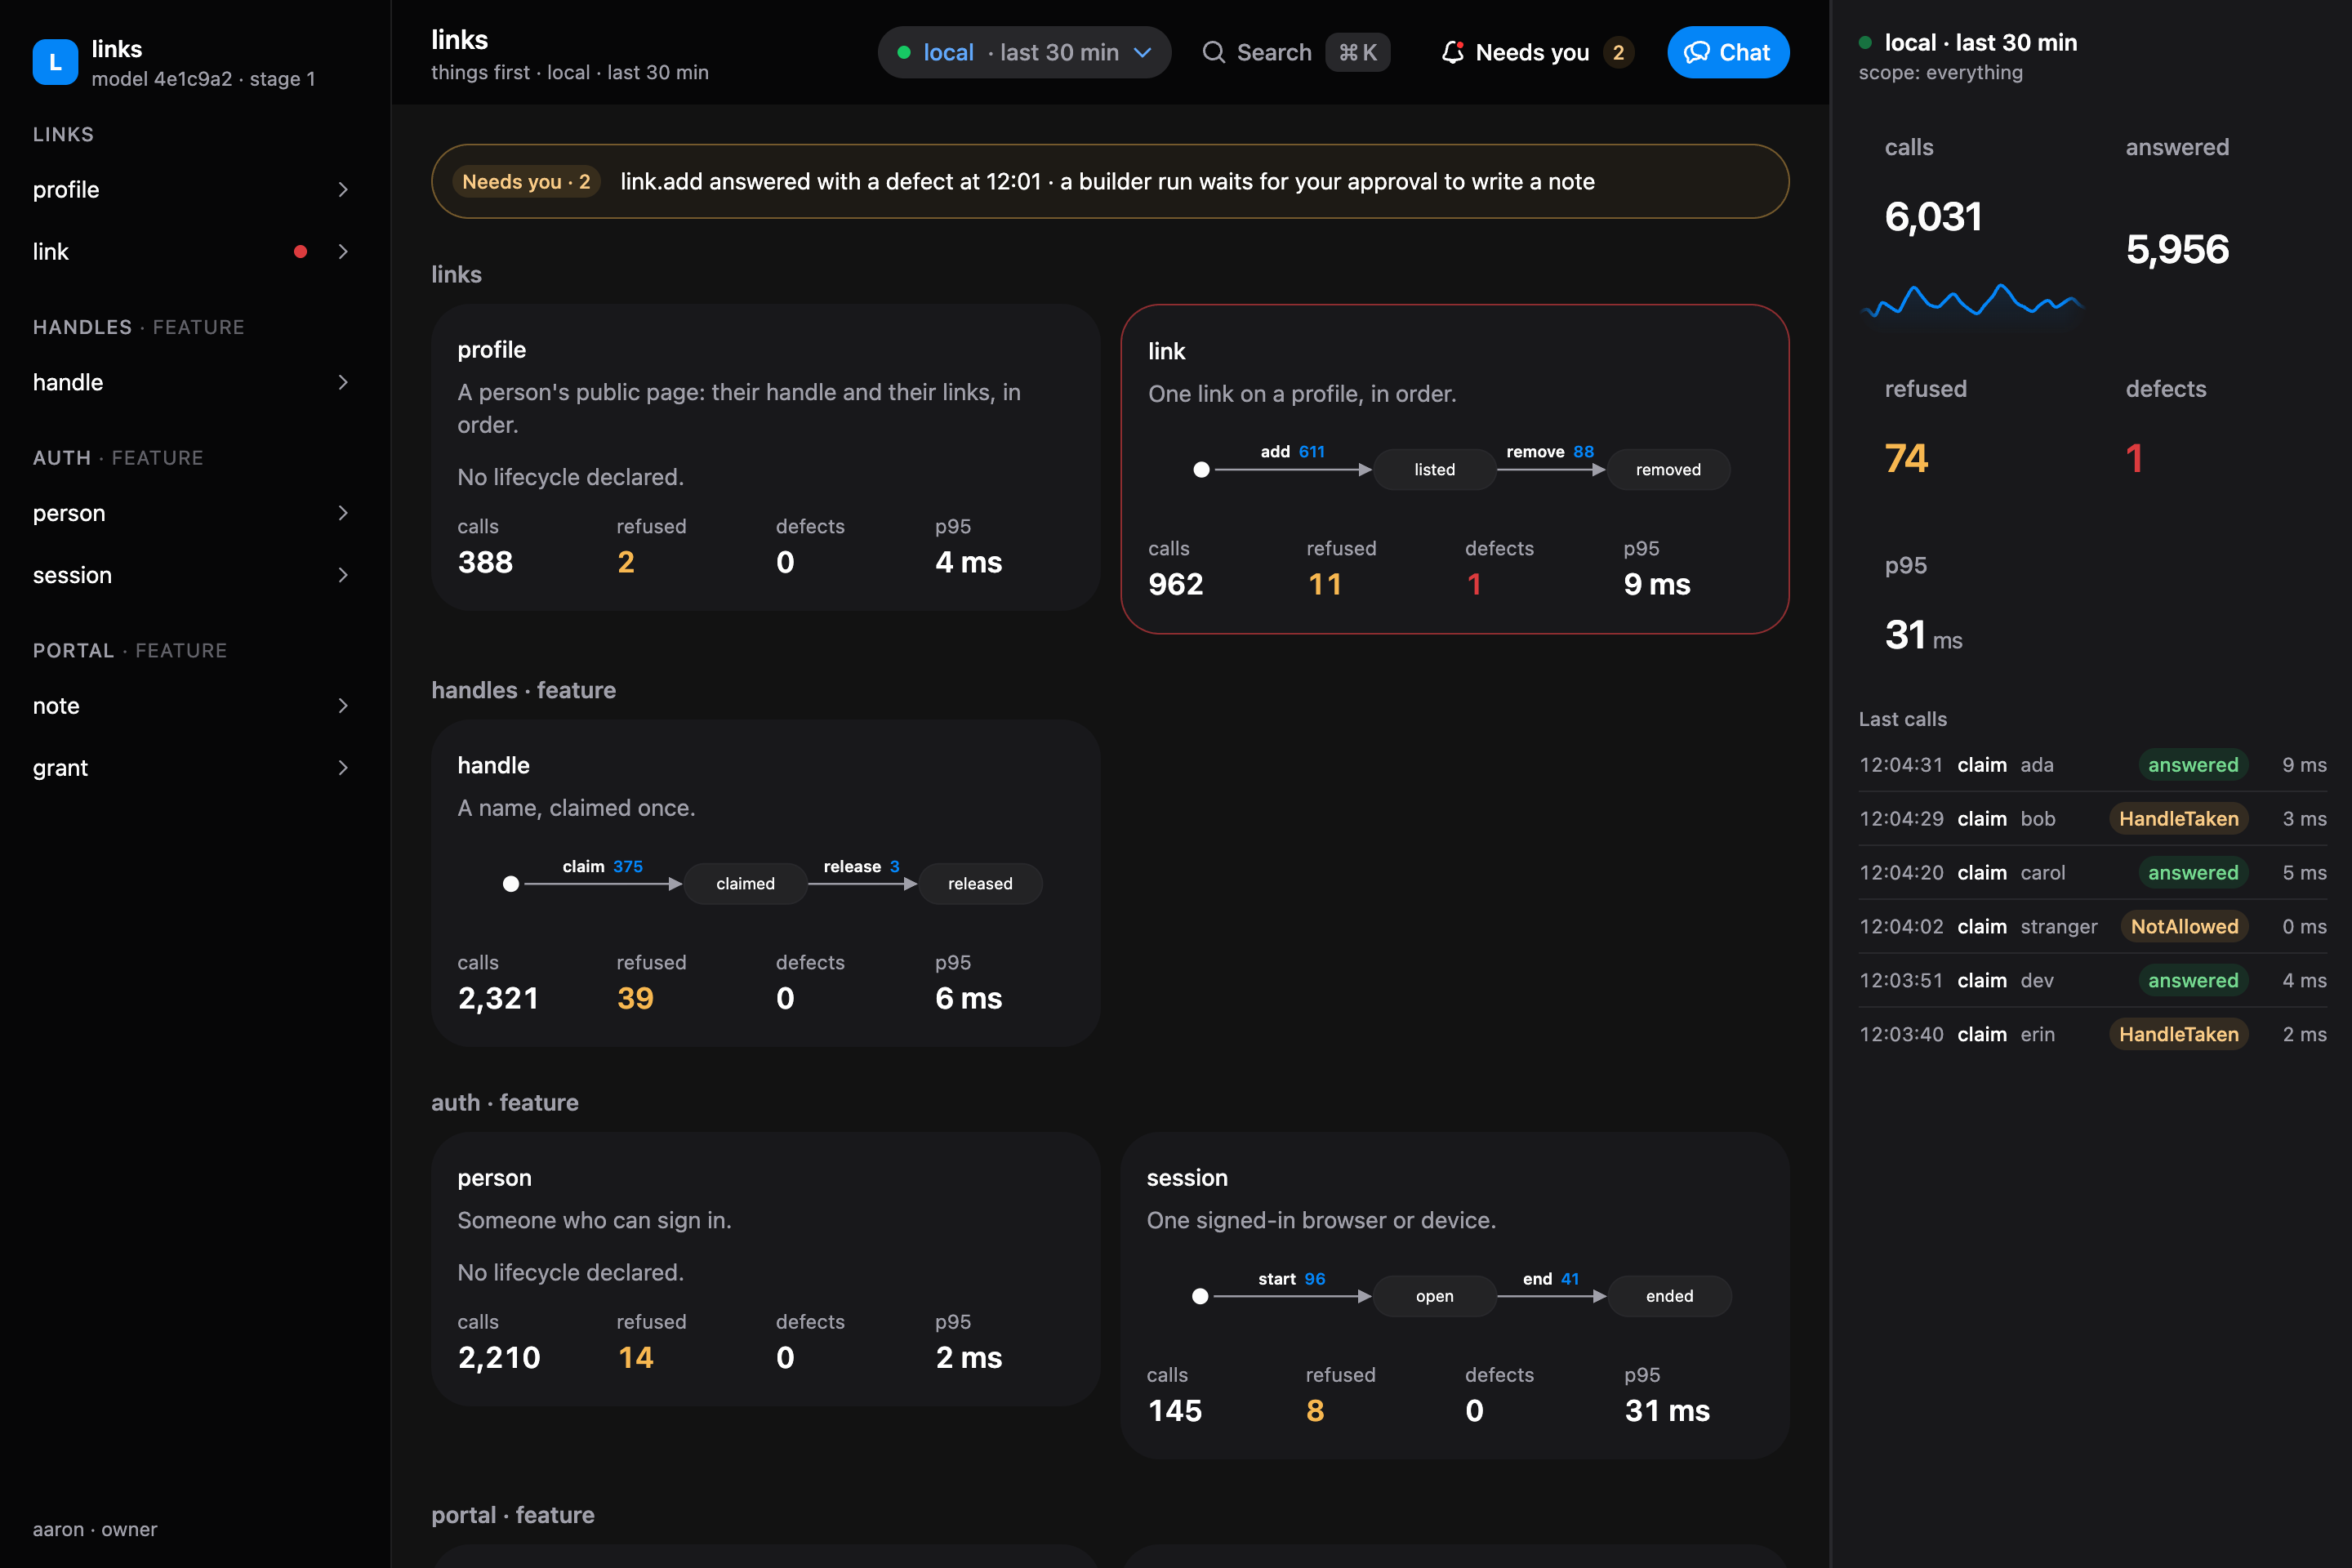 L
links
model 4e1c9a2 · stage 1
LINKS
profile
link
HANDLES · FEATURE
handle
AUTH · FEATURE
person
session
PORTAL · FEATURE
note
grant
aaron · owner
links
things first · local · last 30 min
local · last 30 min
Search ⌘K
Needs you 2
Chat
Needs you · 2 link.add answered with a defect at 12:01 · a builder run waits for your approval to write a note
links
profile
A person's public page: their handle and their links, in
order.
No lifecycle declared.
calls refused defects p95
388 2 0 4 ms
link
One link on a profile, in order.
add 611 listed remove 88 removed
calls refused defects p95
962 11 1 9 ms
handles · feature
handle
A name, claimed once.
claim 375 claimed release 3 released
calls refused defects p95
2,321 39 0 6 ms
auth · feature
person
Someone who can sign in.
No lifecycle declared.
calls refused defects p95
2,210 14 0 2 ms
session
One signed-in browser or device.
start 96 open end 41 ended
calls refused defects p95
145 8 0 31 ms
portal · feature
local · last 30 min
scope: everything
calls answered
6,031 5,956
refused defects
74 1
p95
31 ms
Last calls
12:04:31 claim ada answered 9 ms
12:04:29 claim bob HandleTaken 3 ms
12:04:20 claim carol answered 5 ms
12:04:02 claim stranger NotAllowed 0 ms
12:03:51 claim dev answered 4 ms
12:03:40 claim erin HandleTaken 2 ms